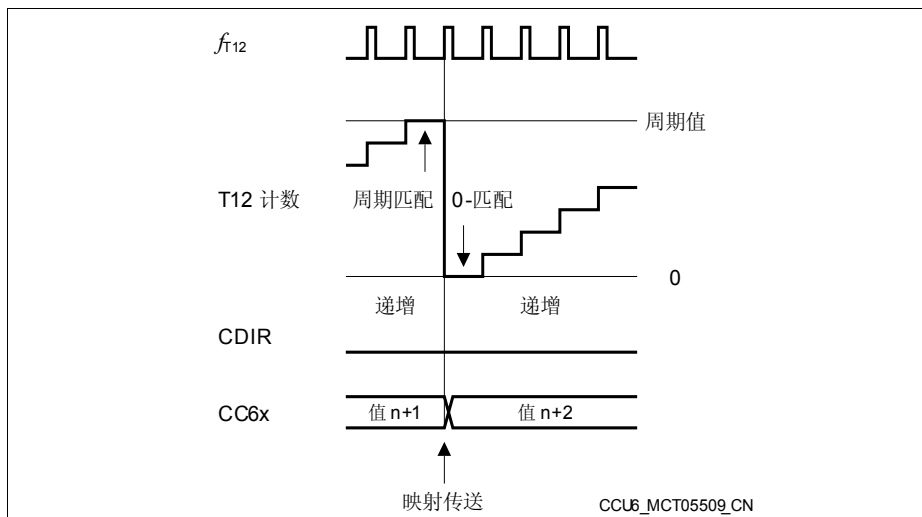 fT12
周期值
T12 计数
周期匹配
0-匹配
0
递增
递增
CDIR
CC6x
值 n+1
值 n+2
映射传送
CCU6_MCT05509_CN